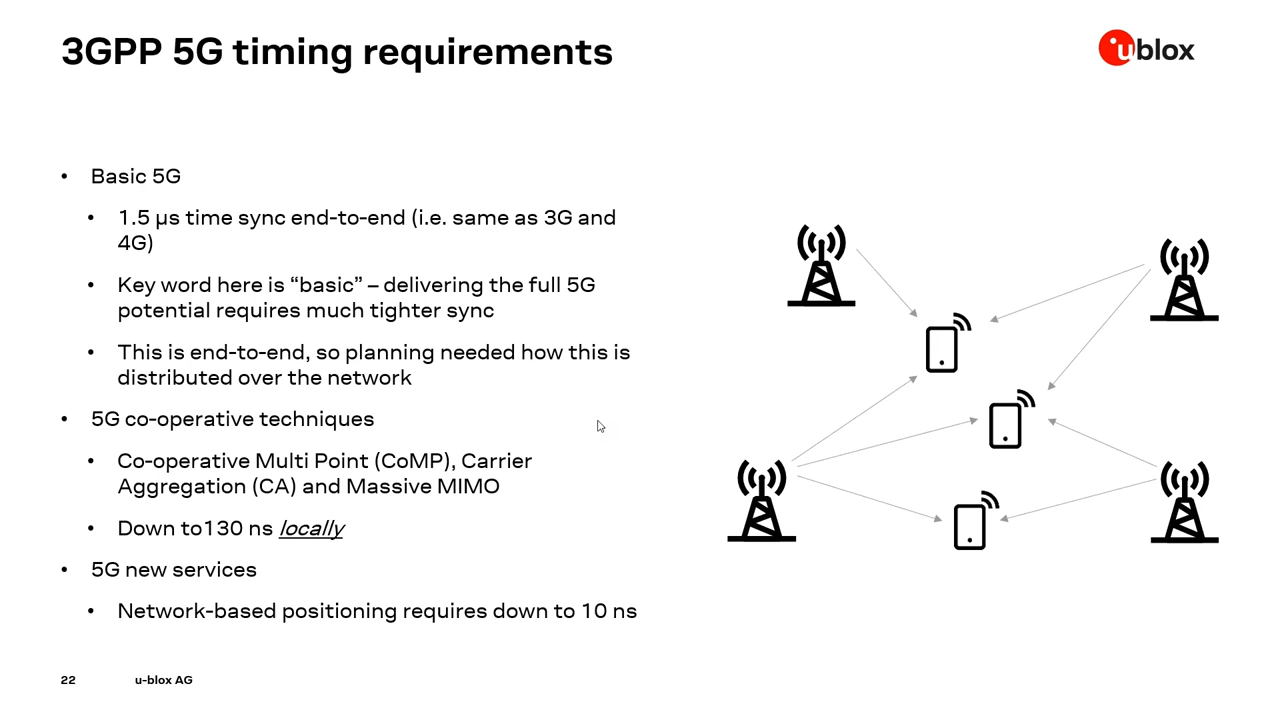 3GPP 5G timing requirements
ublox
• Basic 5G
• 1.5 µs time sync end-to-end (i.e. same as 3G and
4G)
• Key word here is “basic” – delivering the full 5G
potential requires much tighter sync
• This is end-to-end, so planning needed how this is
distributed over the network
• 5G co-operative techniques
• Co-operative Multi Point (CoMP), Carrier
Aggregation (CA) and Massive MIMO
• Down to130 ns locally
• 5G new services
• Network-based positioning requires down to 10 ns
22 u-blox AG